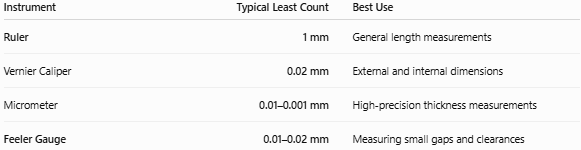 Instrument Typical Least Count Best Use
Ruler 1 mm General length measurements
Vernier Caliper 0.02 mm External and internal dimensions
Micrometer 0.01–0.001 mm High-precision thickness measurements
Feeler Gauge 0.01–0.02 mm Measuring small gaps and clearances